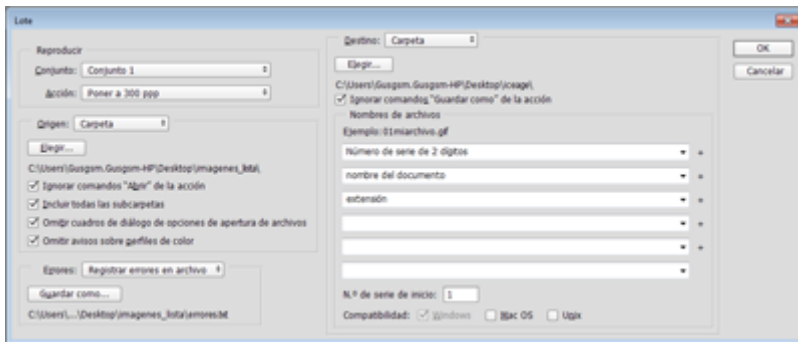 Lote
Reproducir
Conjunto: Conjunto 1
Acción: Poner a 300 ppp
Origen: Carpeta
Elegir...
C:\Users\Gusgsm.Gusgsm-HP\Desktop\imagenes_lista\
Ignorar comandos "Abrir" de la acción
Incluir todas las subcarpetas
Omitir cuadros de diálogo de opciones de apertura de archivos
Omitir avisos sobre perfiles de color
Errores: Registrar errores en archivo
Guardar como...
C:\Users\...\Desktop\imagenes_lista\errores.txt
Destino: Carpeta
Elegir...
C:\Users\Gusgsm.Gusgsm-HP\Desktop\iceage\
Ignorar comandos "Guardar como" de la acción
Nombres de archivos
Ejemplo: 01miarchivo.gif
Número de serie de 2 dígitos +
nombre del documento +
extensión +
+
+
N.º de serie de inicio: 1
Compatibilidad: Windows Mac OS Unix
OK
Cancelar